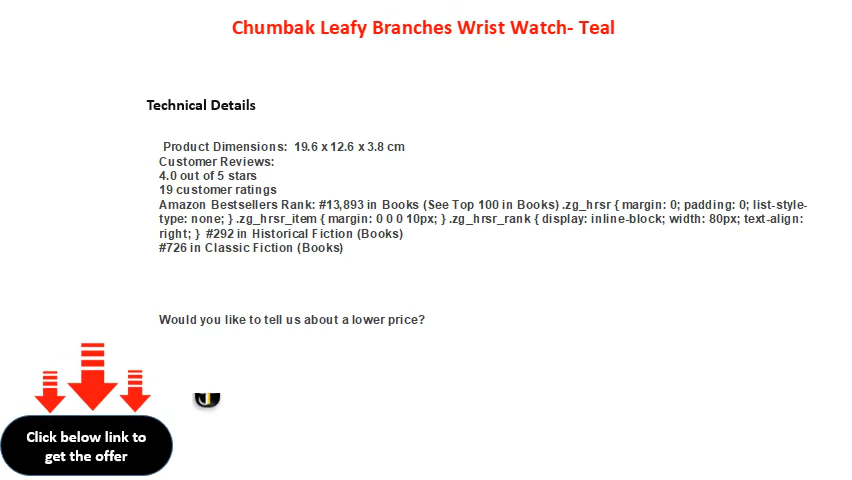 Chumbak Leafy Branches Wrist Watch- Teal
Technical Details
Product Dimensions:  19.6 x 12.6 x 3.8 cm
Customer Reviews:
4.0 out of 5 stars
19 customer ratings
Amazon Bestsellers Rank: #13,893 in Books (See Top 100 in Books) .zg_hrsr { margin: 0; padding: 0; list-style-
type: none; } .zg_hrsr_item { margin: 0 0 0 10px; } .zg_hrsr_rank { display: inline-block; width: 80px; text-align:
right; }  #292 in Historical Fiction (Books)
#726 in Classic Fiction (Books)
Would you like to tell us about a lower price?
Click below link to
get the offer